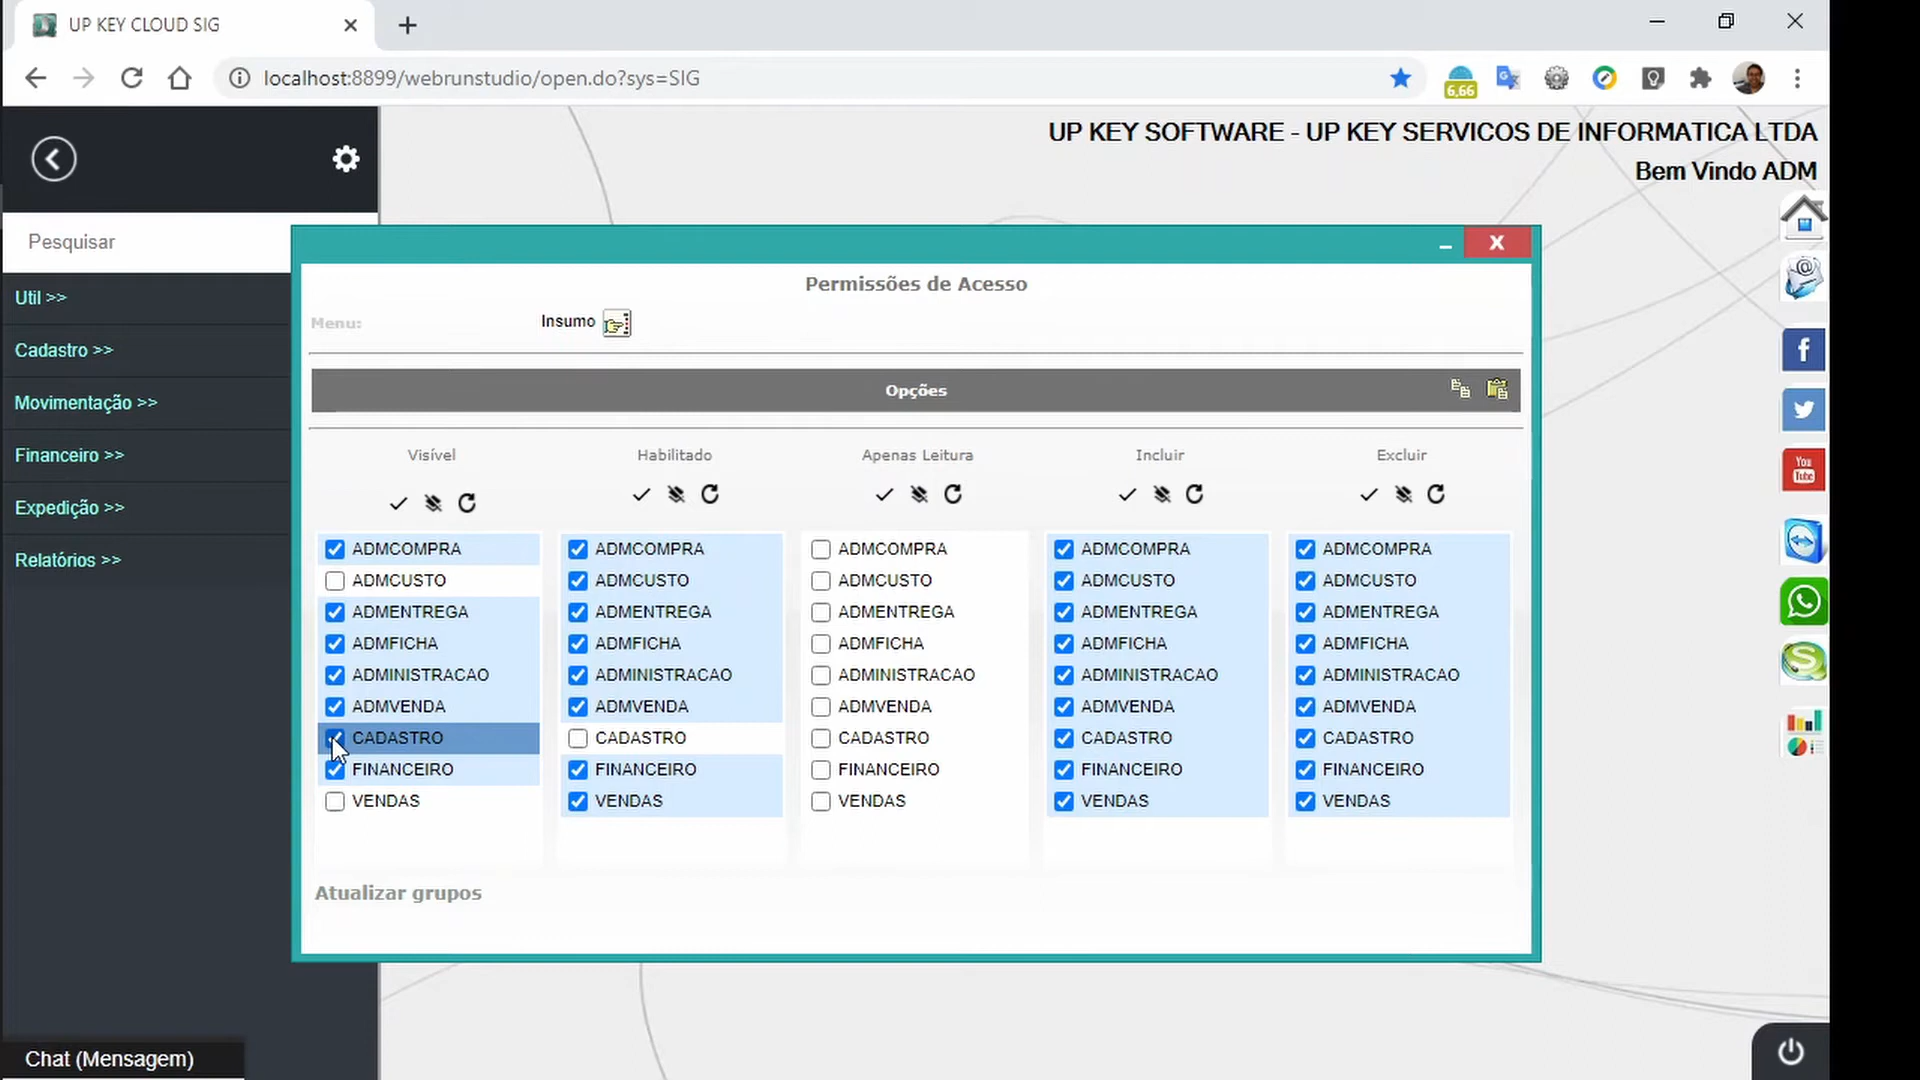 UP KEY CLOUD SIG
localhost:8899/webrunstudio/open.do?sys=SIG
6,66
UP KEY SOFTWARE - UP KEY SERVICOS DE INFORMATICA LTDA
Bem Vindo ADM
Pesquisar
Util >>
Cadastro >>
Movimentação >>
Financeiro >>
Expedição >>
Relatórios >>
X
Permissões de Acesso
Menu: Insumo
Opções
Visível Habilitado Apenas Leitura Incluir Excluir
ADMCOMPRA ADMCOMPRA ADMCOMPRA ADMCOMPRA ADMCOMPRA
ADMCUSTO ADMCUSTO ADMCUSTO ADMCUSTO ADMCUSTO
ADMENTREGA ADMENTREGA ADMENTREGA ADMENTREGA ADMENTREGA
ADMFICHA ADMFICHA ADMFICHA ADMFICHA ADMFICHA
ADMINISTRACAO ADMINISTRACAO ADMINISTRACAO ADMINISTRACAO ADMINISTRACAO
ADMVENDA ADMVENDA ADMVENDA ADMVENDA ADMVENDA
CADASTRO CADASTRO CADASTRO CADASTRO CADASTRO
FINANCEIRO FINANCEIRO FINANCEIRO FINANCEIRO FINANCEIRO
VENDAS VENDAS VENDAS VENDAS VENDAS
Atualizar grupos
You
Tube
Chat (Mensagem)